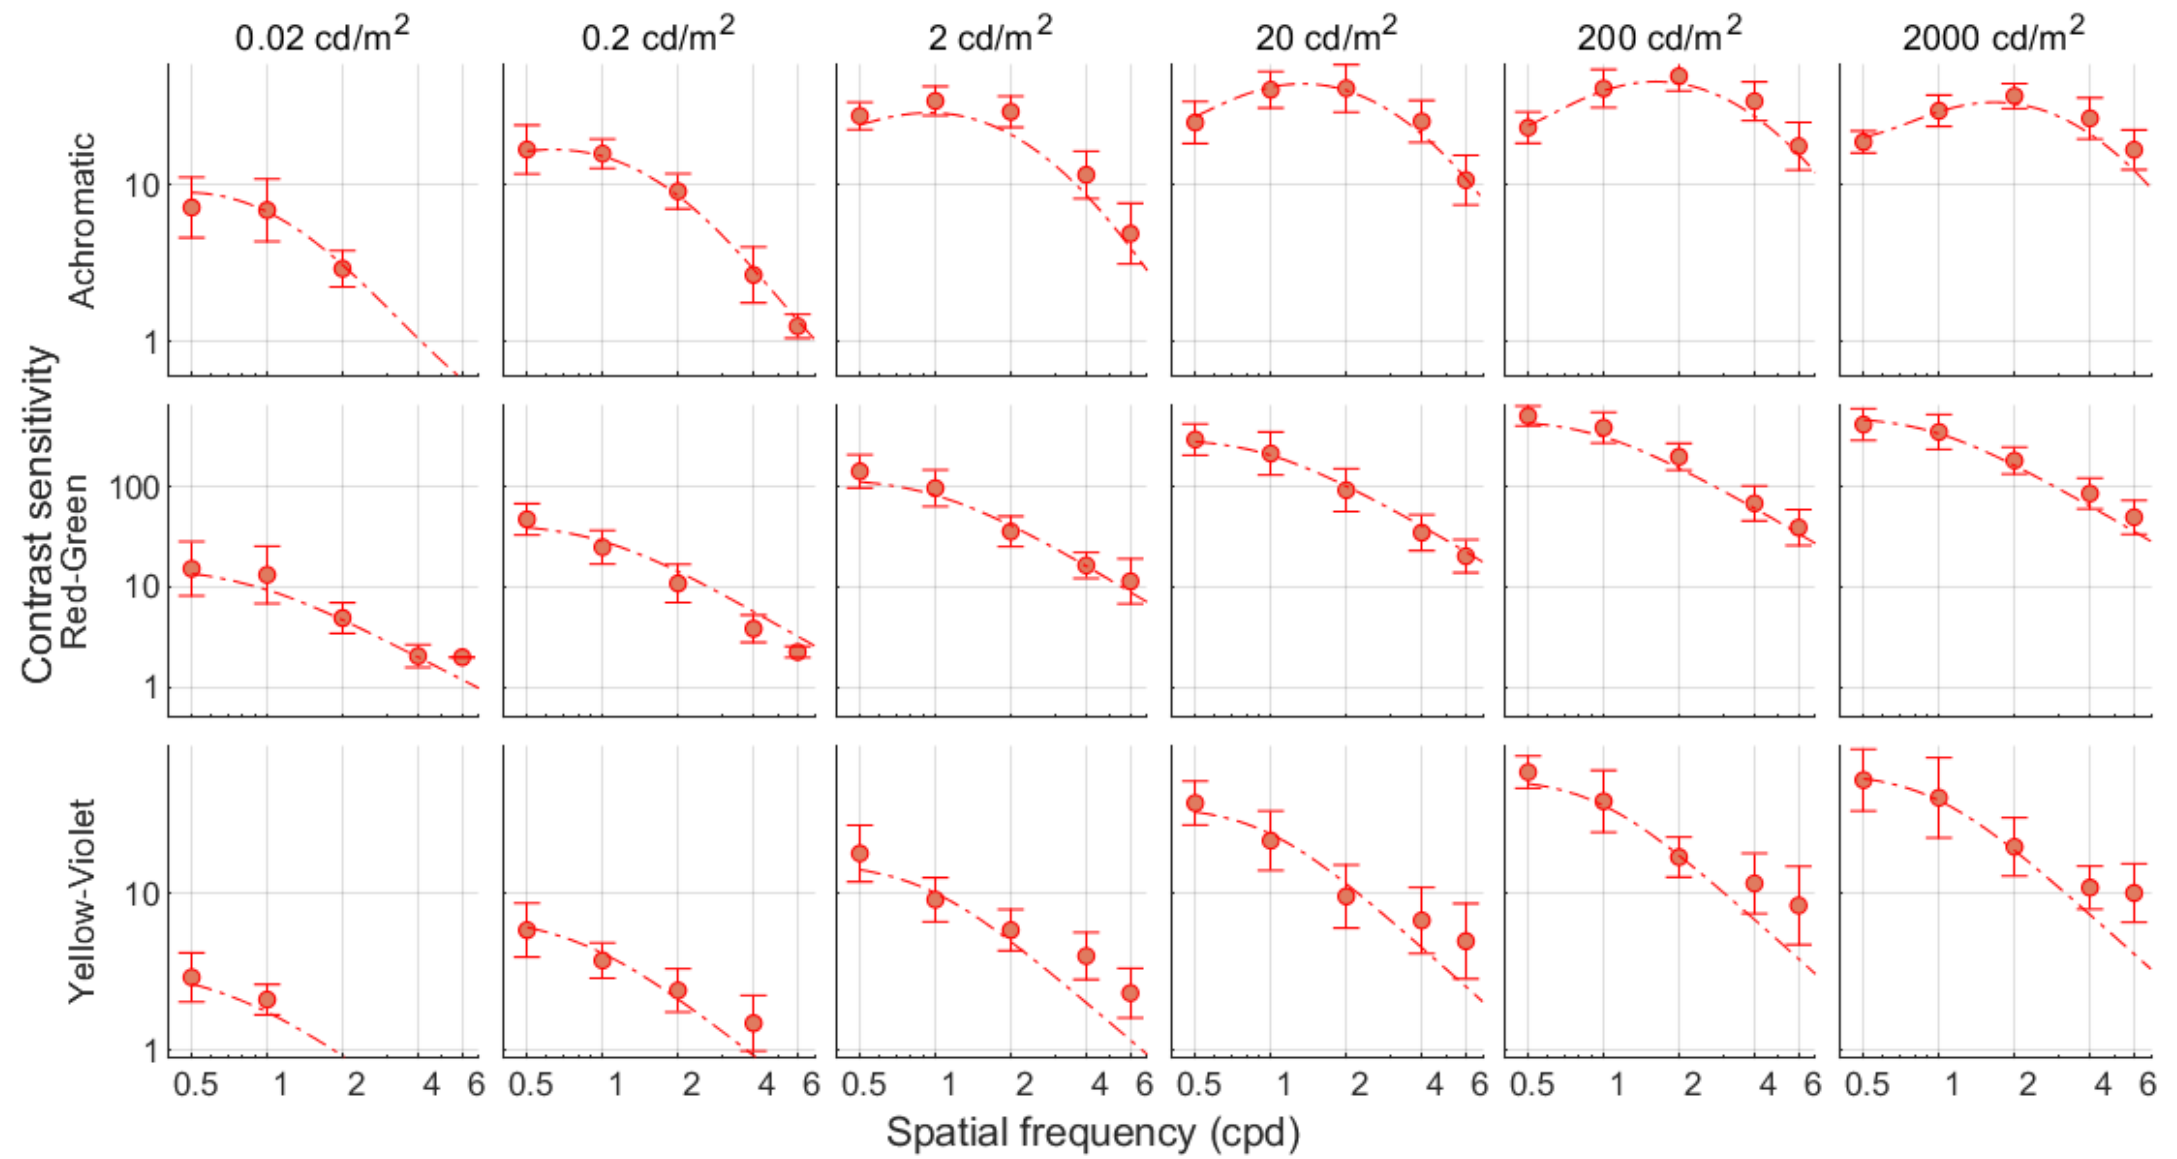 0.02 cd/m² 0.2 cd/m² 2 cd/m² 20 cd/m² 200 cd/m² 2000 cd/m²
Contrast sensitivity
Achromatic
10
1
Red-Green
100
10
1
Yellow-Violet
10
1
0.5 1 2 4 6 0.5 1 2 4 6 0.5 1 2 4 6 0.5 1 2 4 6 0.5 1 2 4 6 0.5 1 2 4 6
Spatial frequency (cpd)